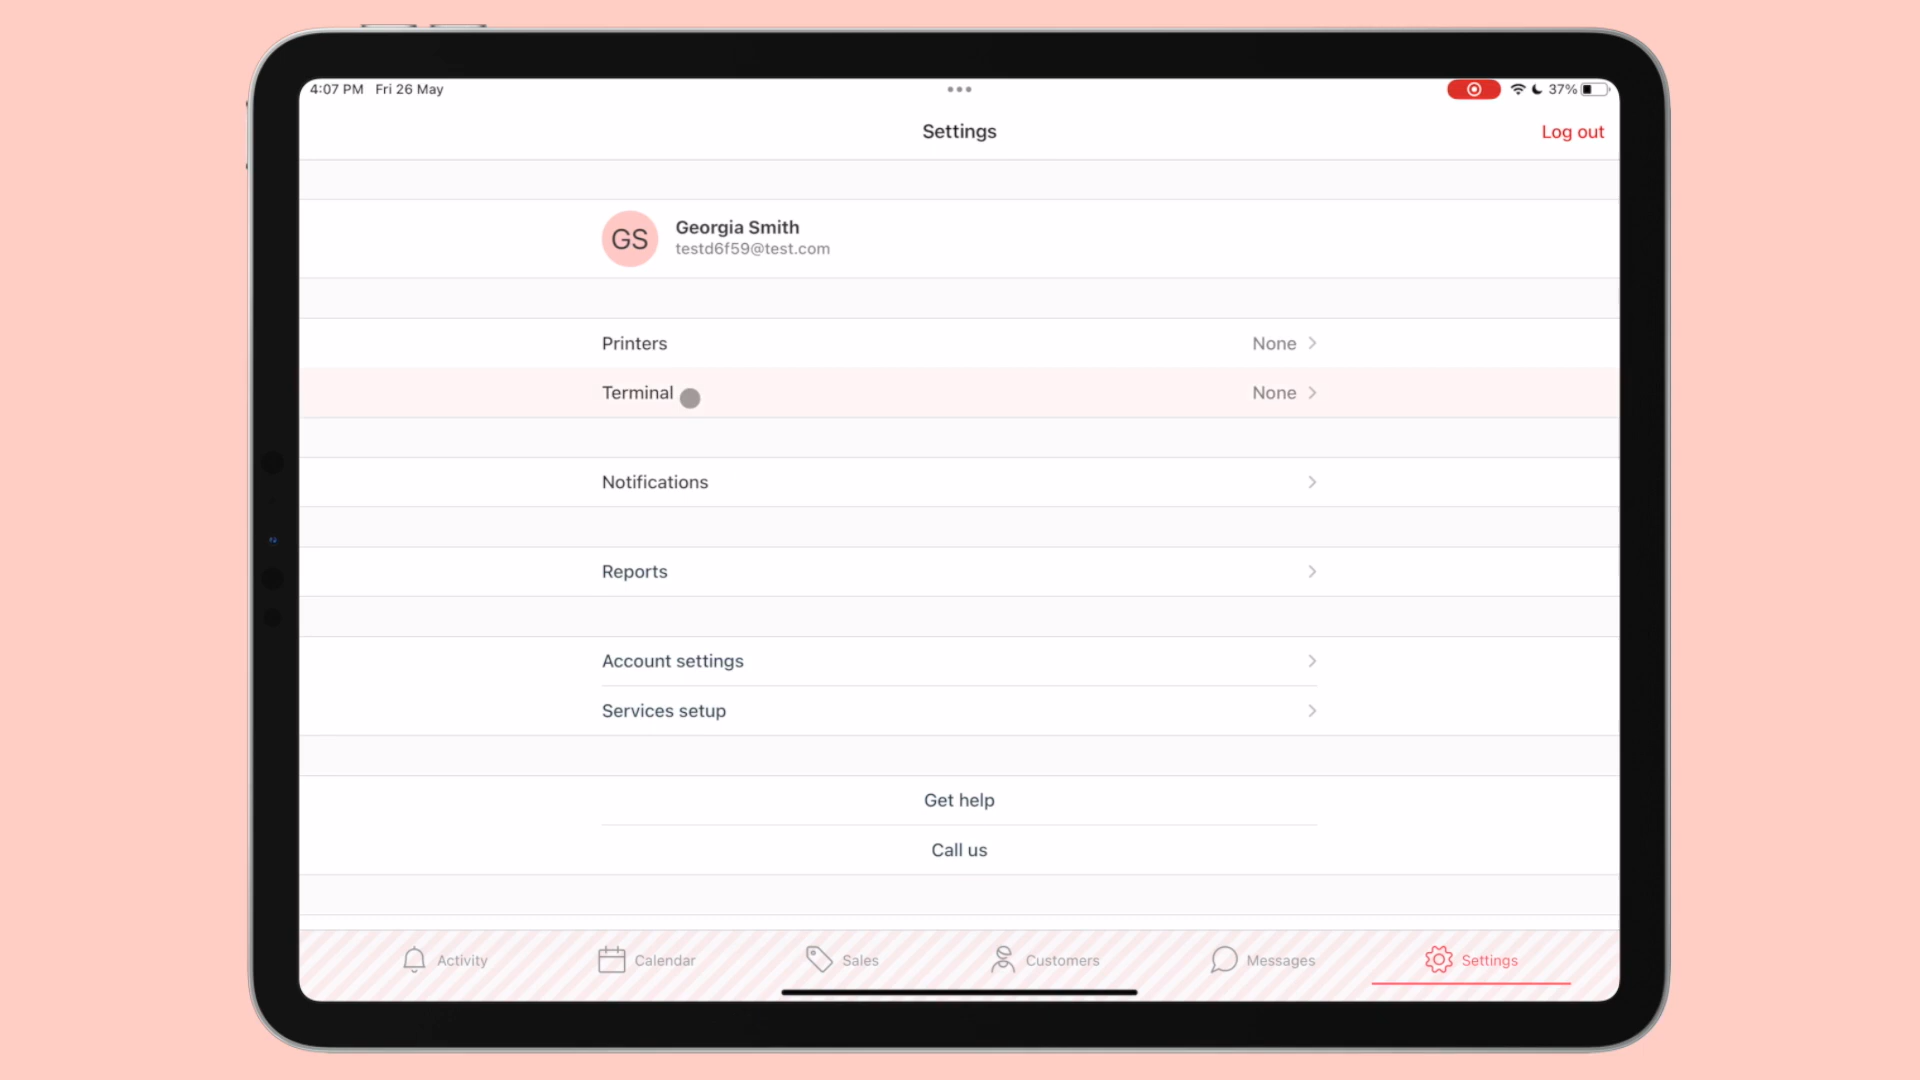 4:07 PM Fri 26 May
37%
Settings
Log out
GS
Georgia Smith
testd6f59@test.com
Printers None
Terminal None
Notifications
Reports
Account settings
Services setup
Get help
Call us
Activity Calendar Sales Customers Messages Settings